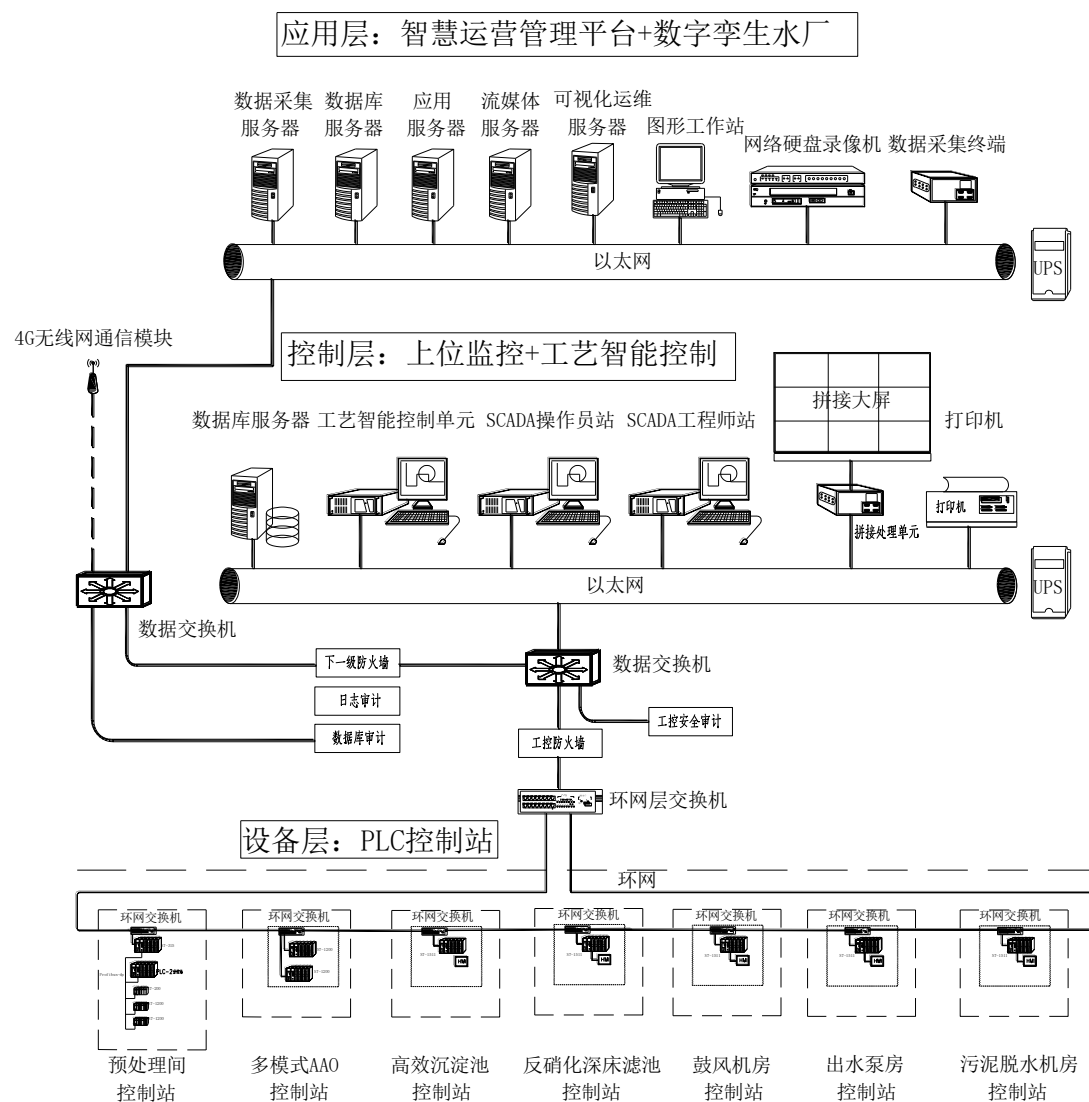 应用层：智慧运营管理平台+数字孪生水厂
数据采集
服务器
数据库
服务器
应用
服务器
流媒体
服务器
可视化运维
服务器
图形工作站
网络硬盘录像机
数据采集终端
以太网
UPS
4G无线网通信模块
控制层：上位监控+工艺智能控制
数据库服务器
工艺智能控制单元
SCADA操作员站
SCADA工程师站
拼接大屏
打印机
打印机
拼接处理单元
以太网
UPS
数据交换机
下一级防火墙
数据交换机
日志审计
工控安全审计
数据库审计
工控防火墙
环网层交换机
设备层：PLC控制站
环网
环网交换机
环网交换机
环网交换机
环网交换机
环网交换机
环网交换机
环网交换机
HMI
HMI
HMI
HMI
HMI
预处理间
控制站
多模式AAO
控制站
高效沉淀池
控制站
反硝化深床滤池
控制站
鼓风机房
控制站
出水泵房
控制站
污泥脱水机房
控制站